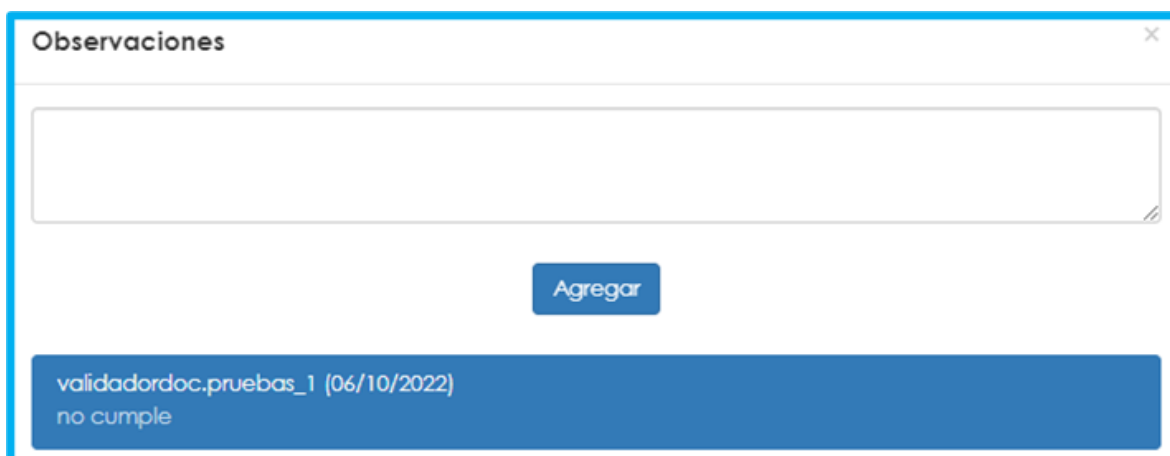 Observaciones
Agregar
validadordoc.pruebas_1 (06/10/2022)
no cumple